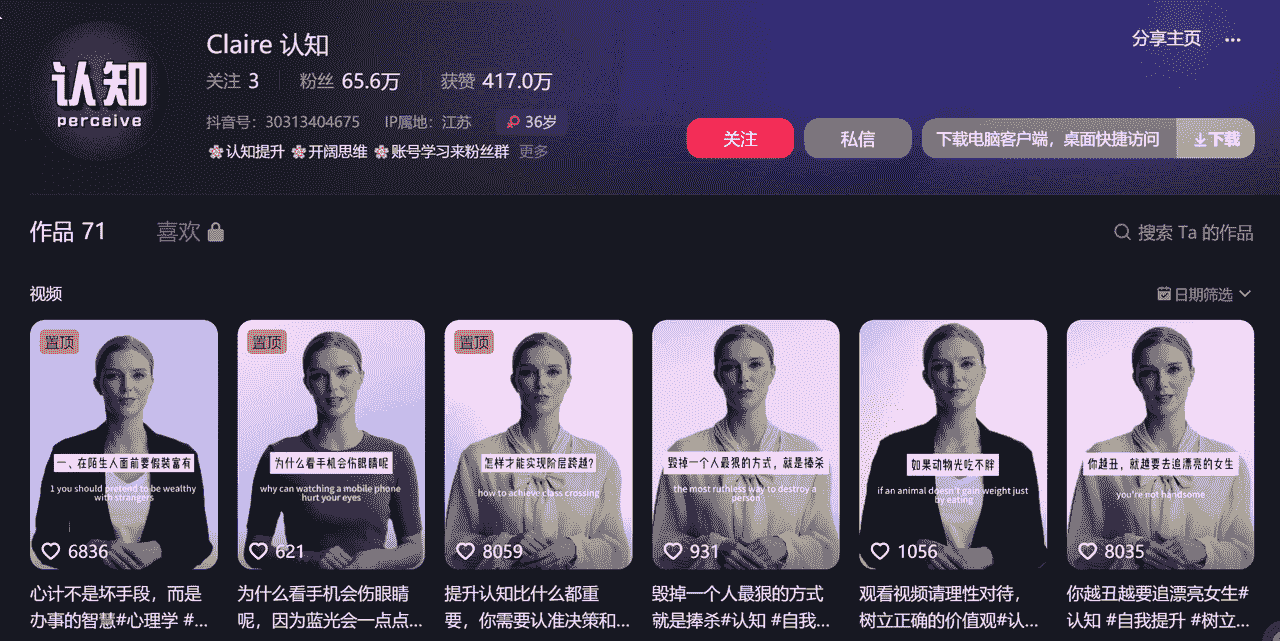 认知
perceive
Claire 认知
关注 3 粉丝 65.6万 获赞 417.0万
抖音号：30313404675 IP属地：江苏 36岁
🌸认知提升 🌸开阔思维 🌸账号学习来粉丝群 更多
分享主页 ...
关注 私信 下载电脑客户端，桌面快捷访问 下载
作品 71 喜欢
搜索 Ta 的作品
视频
日期筛选
置顶
一、在陌生人面前要假装富有
1 you should pretend to be wealthy
with strangers
6836
心计不是坏手段，而是
办事的智慧#心理学 #...
置顶
为什么看手机会伤眼睛呢
why can watching a mobile phone
hurt your eyes
621
为什么看手机会伤眼睛
呢，因为蓝光会一点点...
置顶
怎样才能实现阶层跨越?
how to achieve class crossing
8059
提升认知比什么都重
要，你需要认准决策和...
毁掉一个人最狠的方式，就是捧杀
the most ruthless way to destroy a
person
931
毁掉一个人最狠的方式
就是捧杀#认知 #自我...
如果动物光吃不胖
if an animal doesn't gain weight just
by eating
1056
观看视频请理性对待，
树立正确的价值观#认...
你越丑，就越要去追漂亮的女生
you're not handsome
8035
你越丑越要追漂亮女生#
认知 #自我提升 #树立...